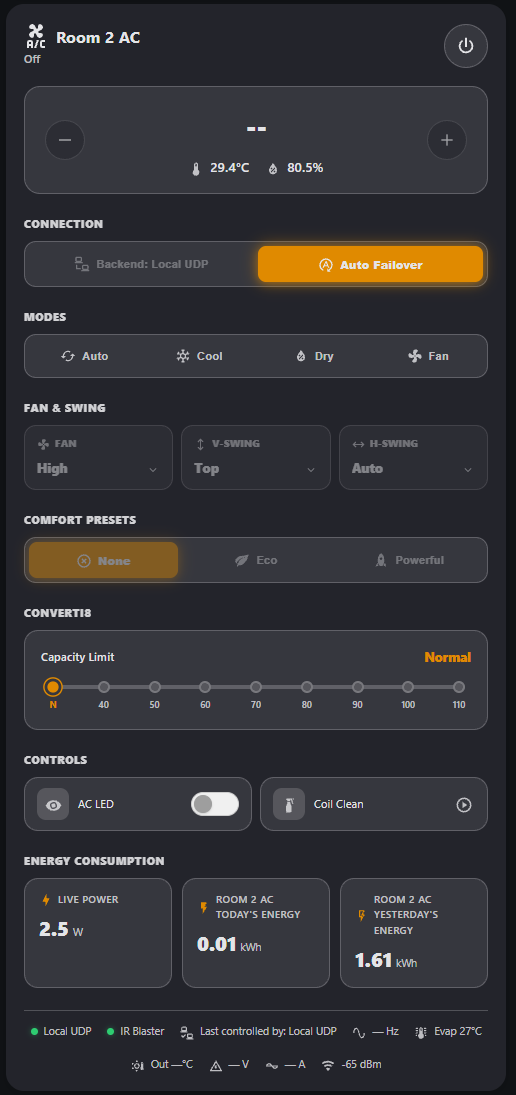 A/C
Room 2 AC
Off
--
29.4°C 80.5%
CONNECTION
Backend: Local UDP Auto Failover
MODES
Auto Cool Dry Fan
FAN & SWING
FAN V-SWING H-SWING
High Top Auto
COMFORT PRESETS
None Eco Powerful
CONVERTI8
Capacity Limit Normal
N 40 50 60 70 80 90 100 110
CONTROLS
AC LED Coil Clean
ENERGY CONSUMPTION
LIVE POWER
2.5 W
ROOM 2 AC
TODAY'S ENERGY
0.01 kWh
ROOM 2 AC
YESTERDAY'S
ENERGY
1.61 kWh
Local UDP IR Blaster Last controlled by: Local UDP — Hz Evap 27°C
Out —°C — V — A -65 dBm